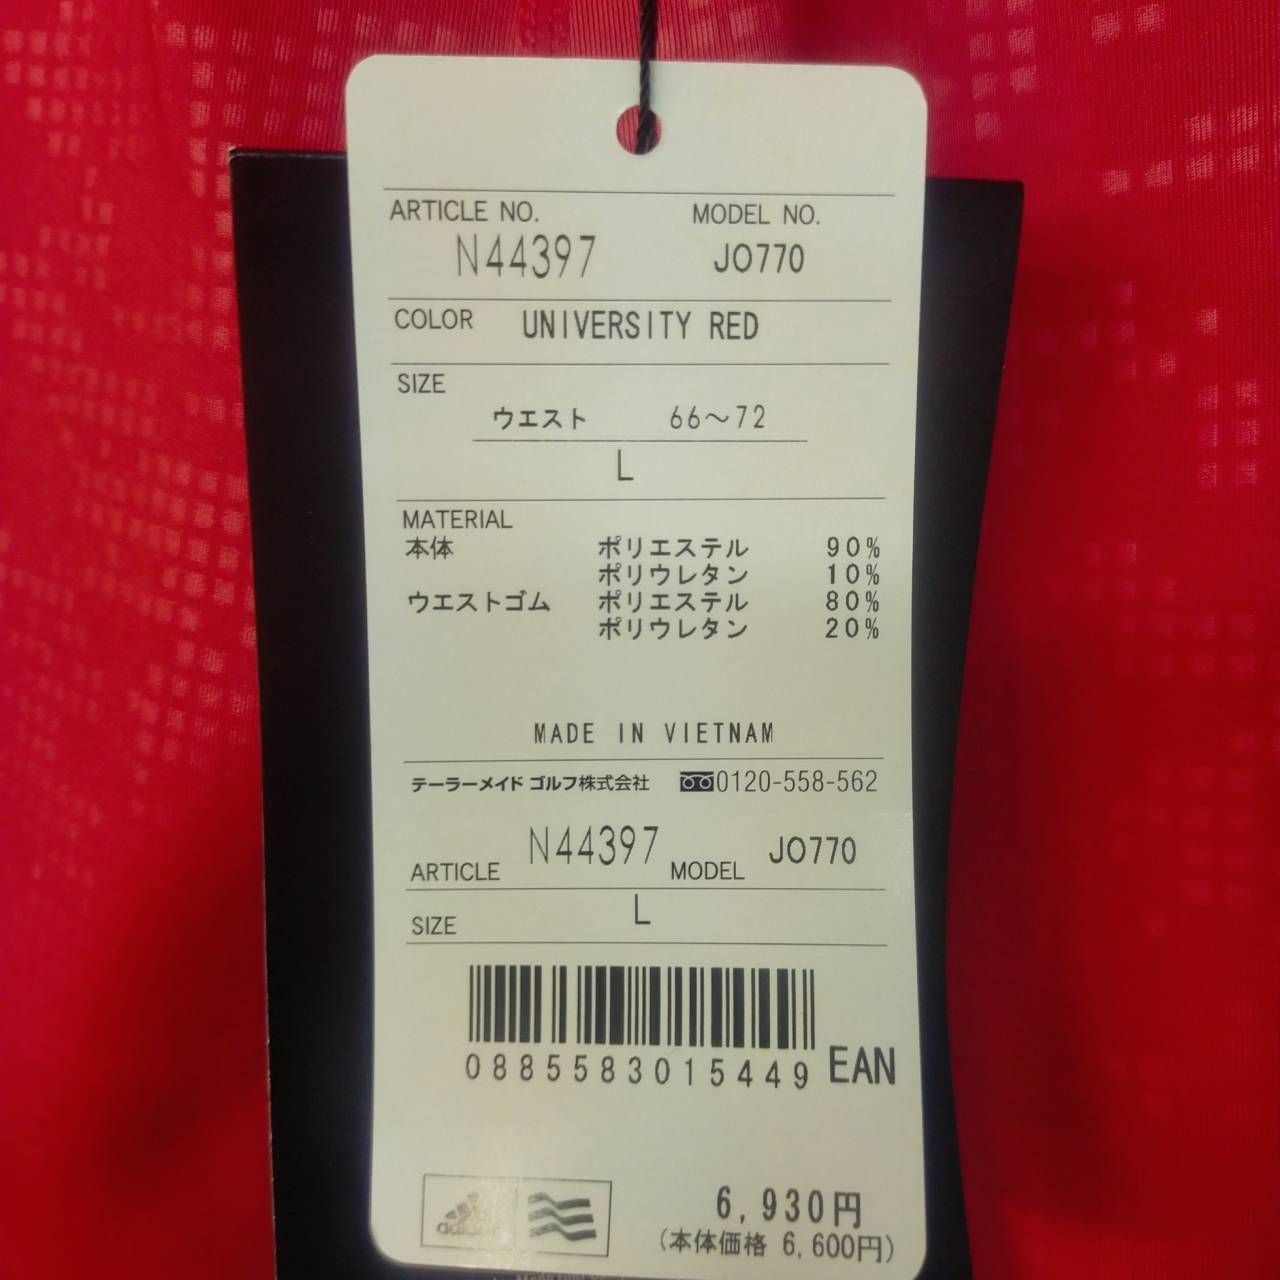 ARTICLE NO. MODEL NO.
N44397 JO770
COLOR UNIVERSITY RED
SIZE
ウエスト 66〜72
L
MATERIAL
本体 ポリエステル 90%
ポリウレタン 10%
ウエストゴム ポリエステル 80%
ポリウレタン 20%
MADE IN VIETNAM
テーラーメイド ゴルフ株式会社 0120-558-562
ARTICLE N44397 MODEL JO770
SIZE L
0885583015449 EAN
adidas
6,930円
(本体価格 6,600円)